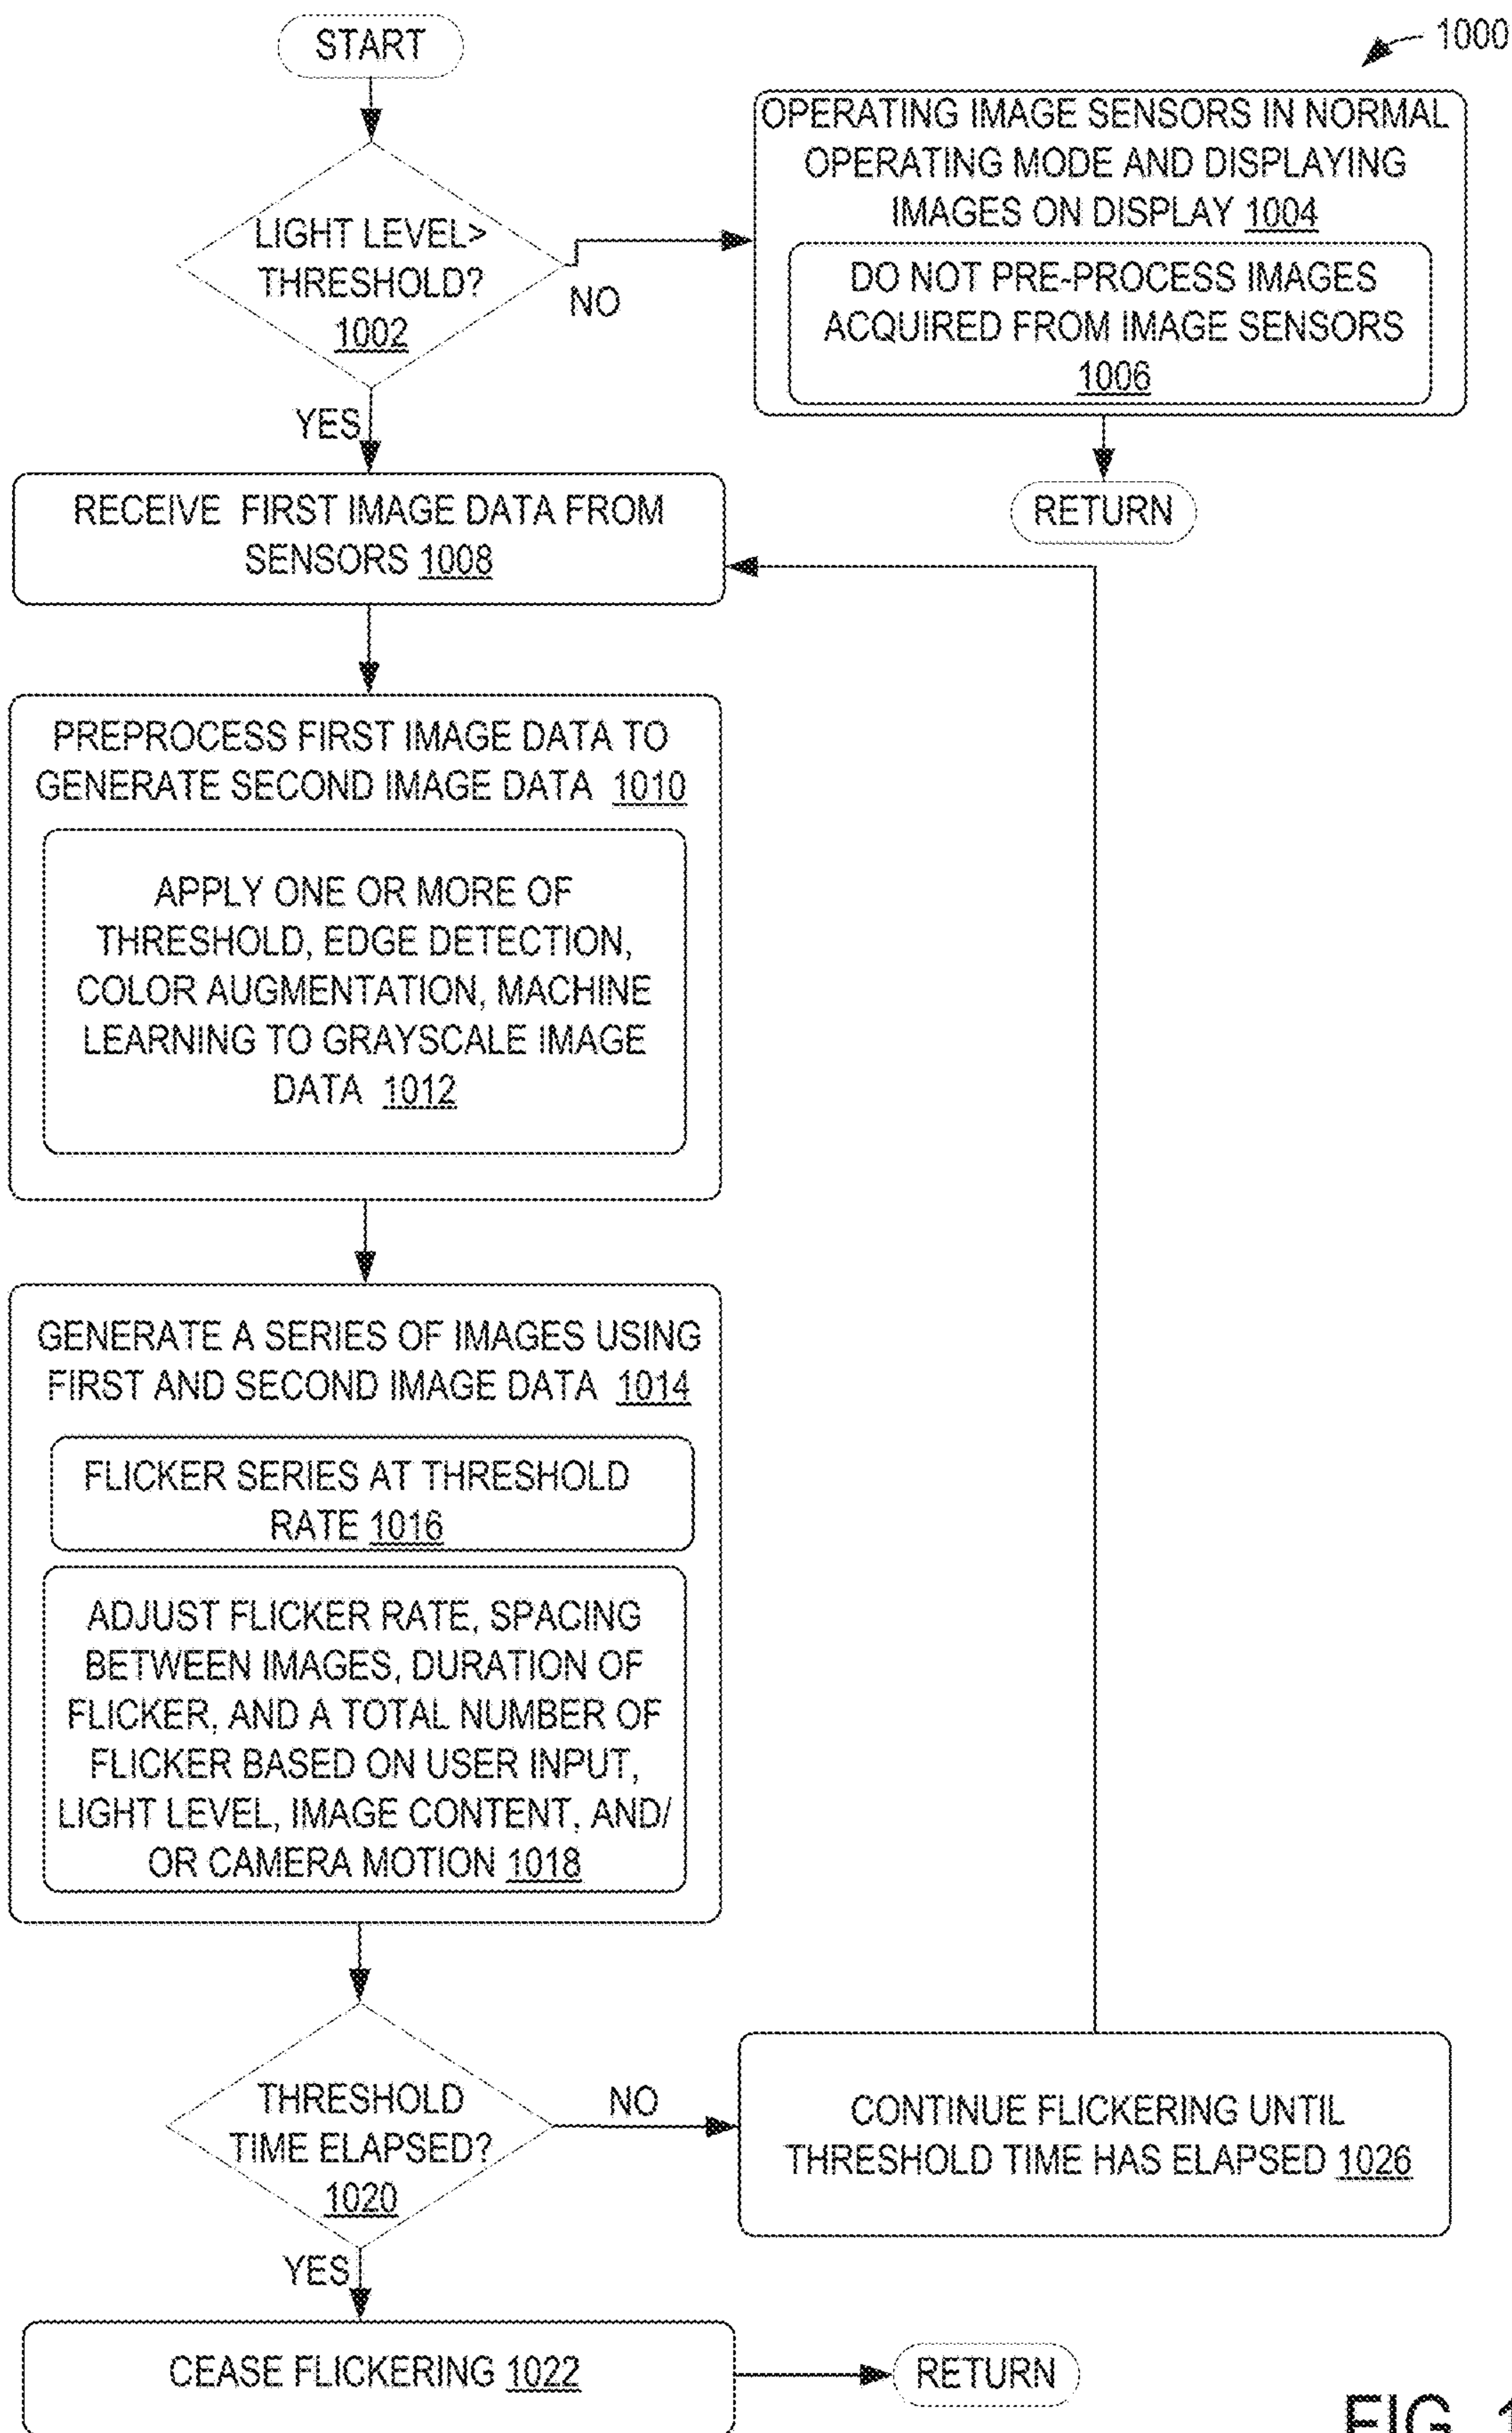 START
1000
LIGHT LEVEL>
THRESHOLD?
1002
NO
YES
OPERATING IMAGE SENSORS IN NORMAL
OPERATING MODE AND DISPLAYING
IMAGES ON DISPLAY 1004
DO NOT PRE-PROCESS IMAGES
ACQUIRED FROM IMAGE SENSORS
1006
RETURN
RECEIVE FIRST IMAGE DATA FROM
SENSORS 1008
PREPROCESS FIRST IMAGE DATA TO
GENERATE SECOND IMAGE DATA 1010
APPLY ONE OR MORE OF
THRESHOLD, EDGE DETECTION,
COLOR AUGMENTATION, MACHINE
LEARNING TO GRAYSCALE IMAGE
DATA 1012
GENERATE A SERIES OF IMAGES USING
FIRST AND SECOND IMAGE DATA 1014
FLICKER SERIES AT THRESHOLD
RATE 1016
ADJUST FLICKER RATE, SPACING
BETWEEN IMAGES, DURATION OF
FLICKER, AND A TOTAL NUMBER OF
FLICKER BASED ON USER INPUT,
LIGHT LEVEL, IMAGE CONTENT, AND/
OR CAMERA MOTION 1018
THRESHOLD
TIME ELAPSED?
1020
NO
YES
CONTINUE FLICKERING UNTIL
THRESHOLD TIME HAS ELAPSED 1026
CEASE FLICKERING 1022
RETURN
FIG.